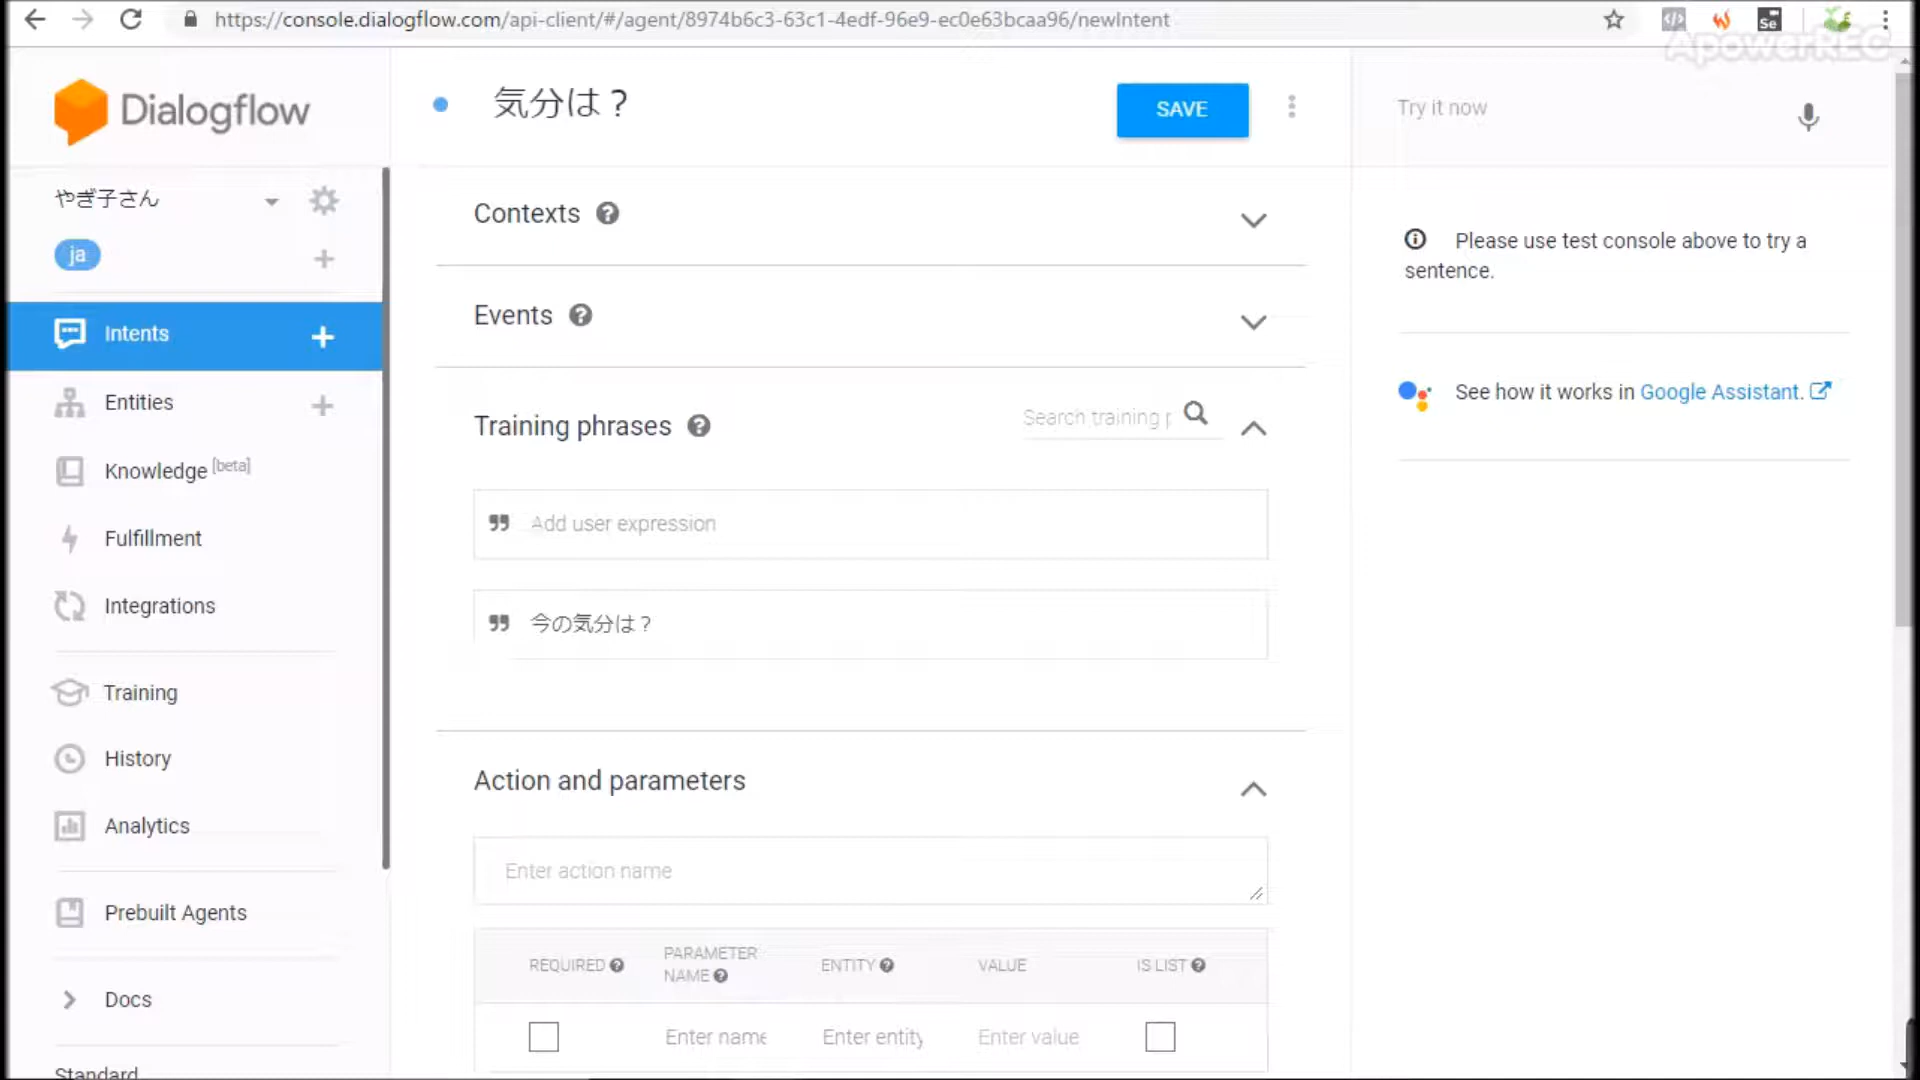 https://console.dialogflow.com/api-client/#/agent/8974b6c3-63c1-4edf-96e9-ec0e63bcaa96/newIntent
Se
ApowerREC
Dialogflow
気分は？
SAVE
Try it now
やぎ子さん
ja
Intents
Entities
Knowledge [beta]
Fulfillment
Integrations
Training
History
Analytics
Prebuilt Agents
Docs
Standard
Contexts
Events
Training phrases
Search training p
Add user expression
今の気分は？
Action and parameters
Enter action name
REQUIRED
PARAMETER
NAME
ENTITY
VALUE
IS LIST
Enter name
Enter entity
Enter value
Please use test console above to try a
sentence.
See how it works in Google Assistant.